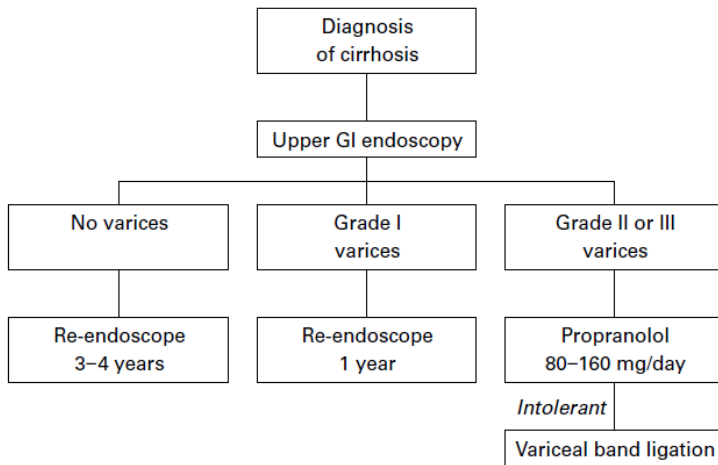 Diagnosis
of cirrhosis
Upper GI endoscopy
No varices
Grade I
varices
Grade II or III
varices
Re-endoscope
3–4 years
Re-endoscope
1 year
Propranolol
80–160 mg/day
Intolerant
Variceal band ligation